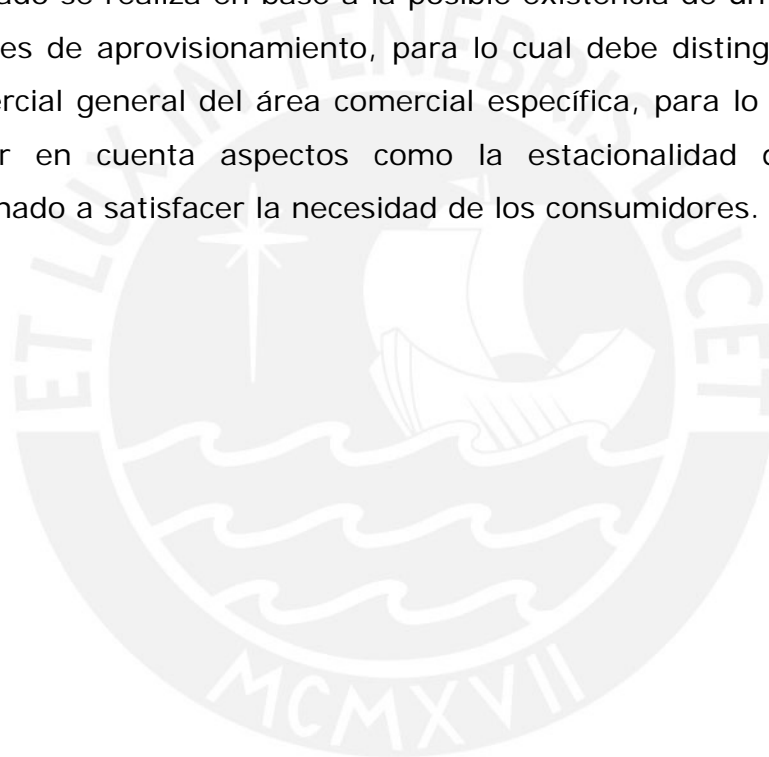 ado se realiza en base a la posible existencia de un
es de aprovisionamiento, para lo cual debe disting
ercial general del área comercial específica, para lo
r en cuenta aspectos como la estacionalidad
nado a satisfacer la necesidad de los consumidores.
ET LUX IN TENEBRIS LUCET
MCMXVII